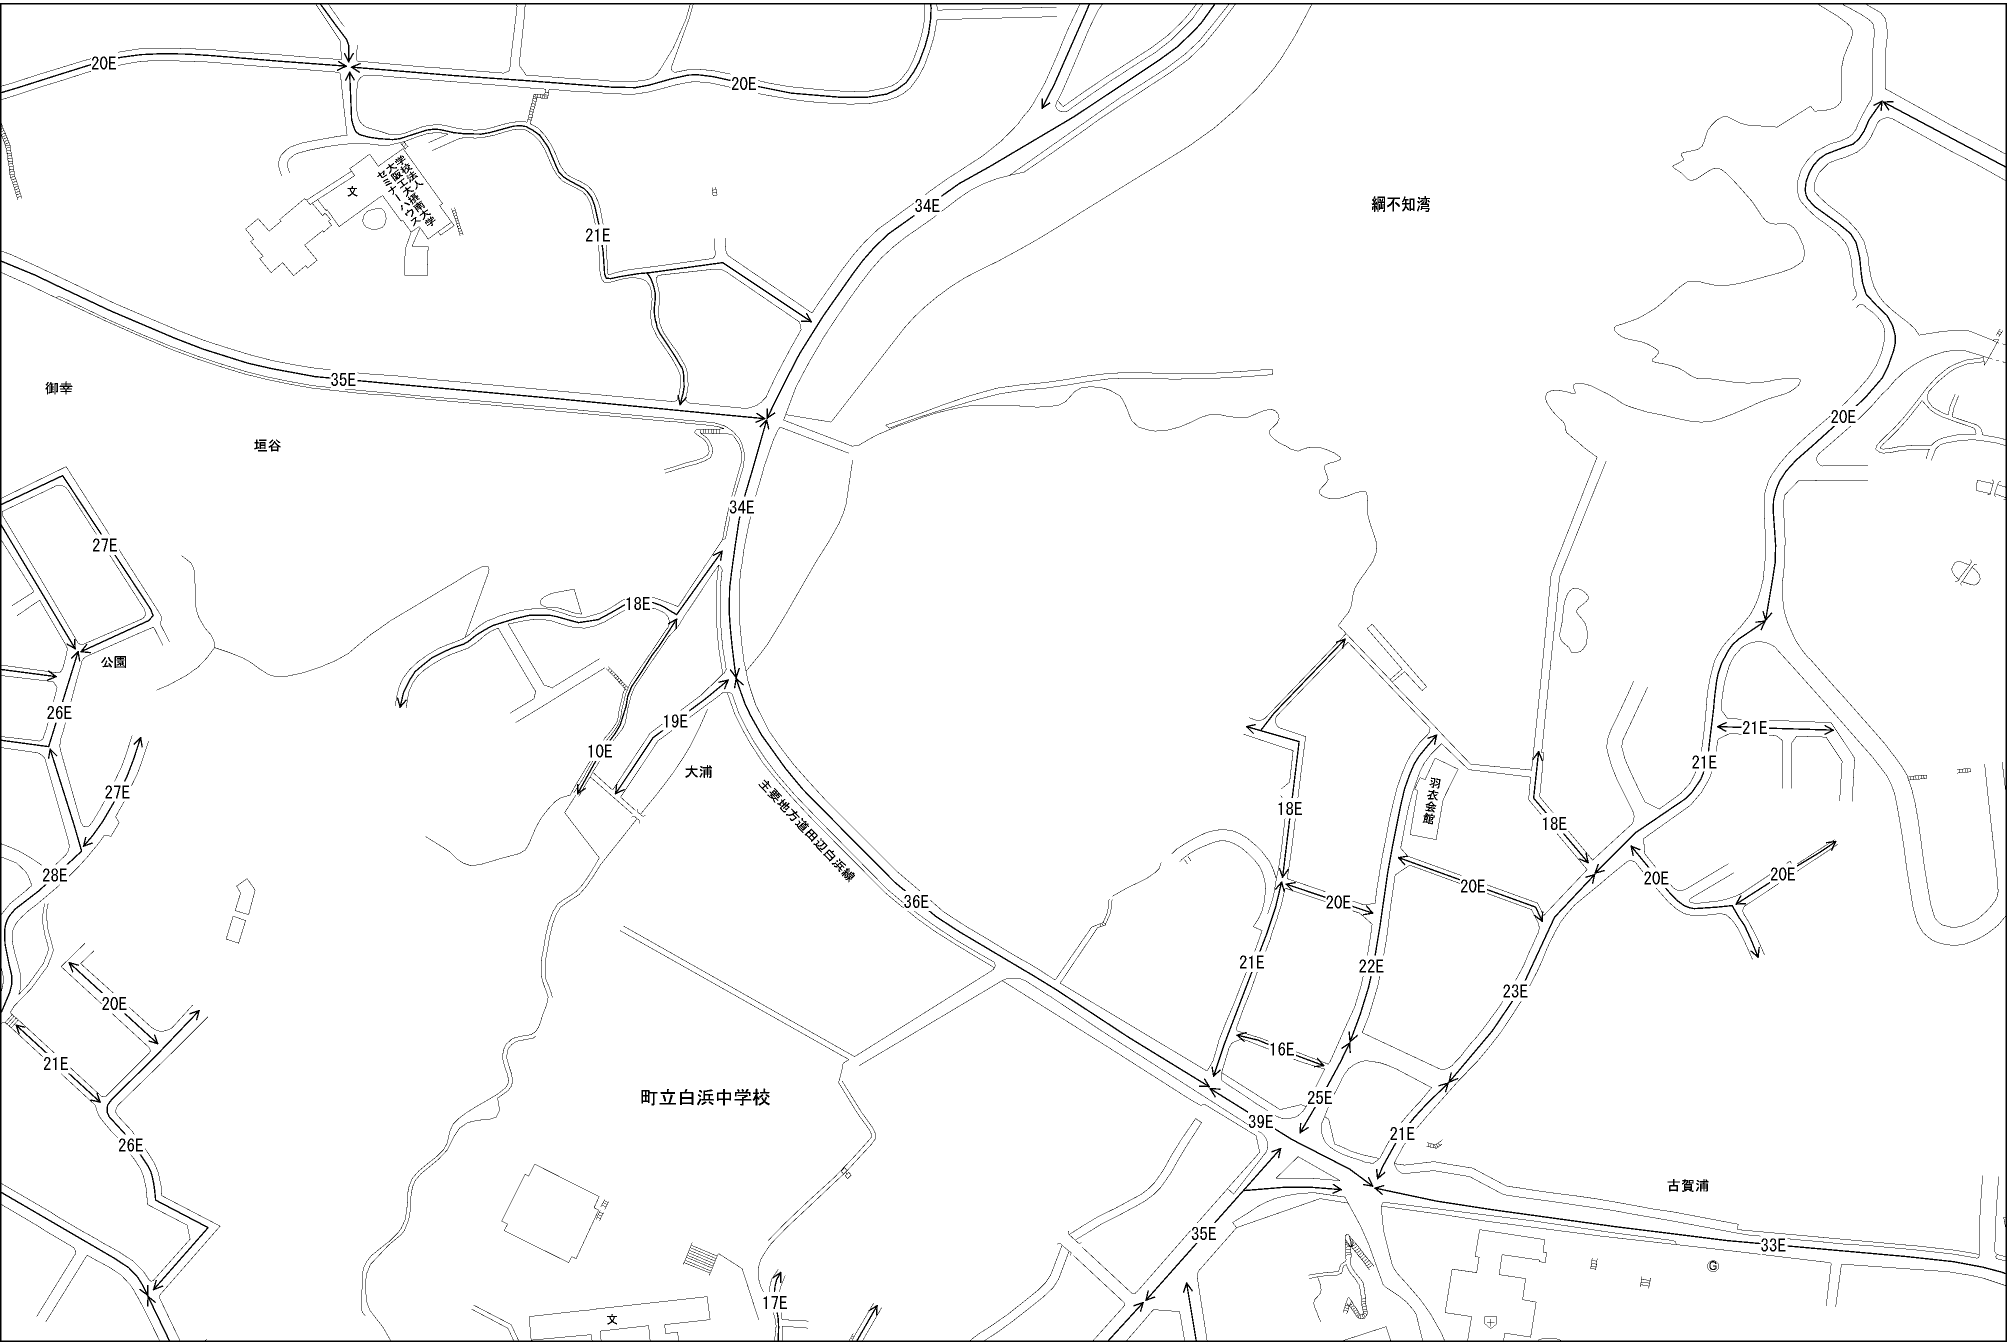 20E
20E
学校法人
大阪工大摂南大学
セミナーハウス
文
34E
綱不知湾
21E
35E
御幸
20E
垣谷
34E
27E
18E
公園
26E
19E
21E
10E
21E
大浦
27E
主要地方道田辺白浜線
羽衣会館
18E
18E
28E
20E
20E
20E
20E
36E
21E
22E
23E
20E
16E
21E
町立白浜中学校
25E
39E
21E
26E
古賀浦
35E
33E
G
17E
文